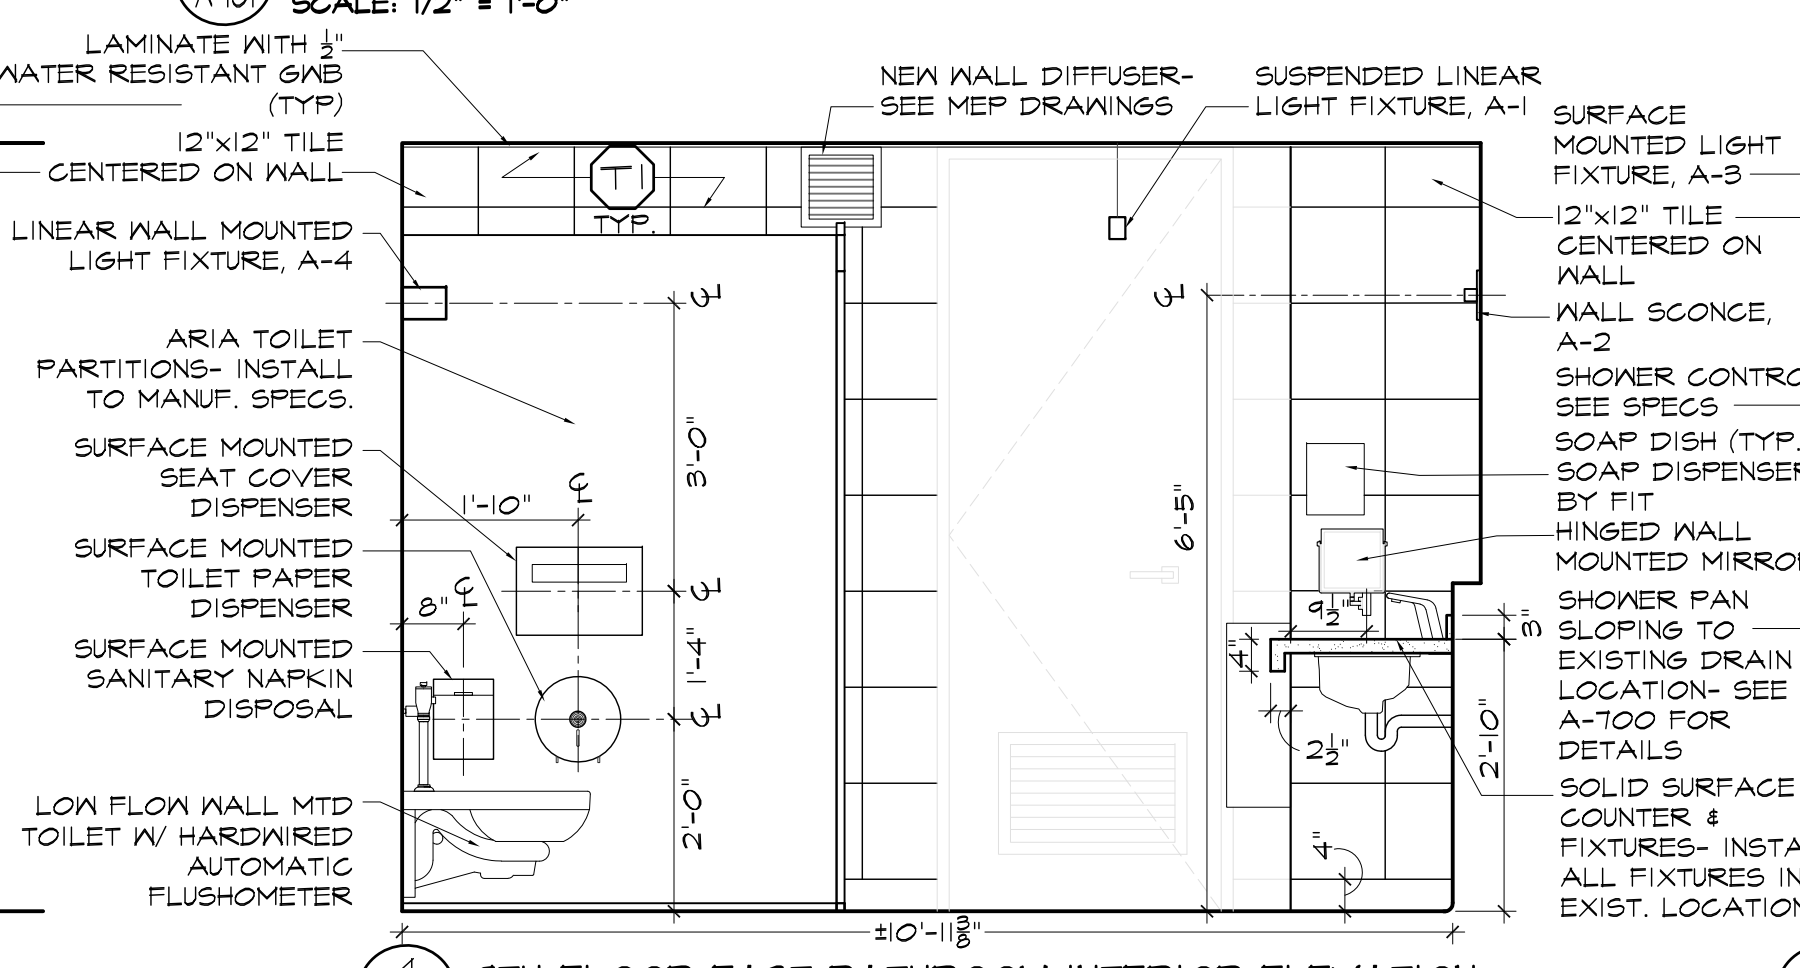 SCALE: 1/2" = 1'-0"
LAMINATE WITH 1/2"
WATER RESISTANT GWB
(TYP)
12"x12" TILE
CENTERED ON WALL
LINEAR WALL MOUNTED
LIGHT FIXTURE, A-4
ARIA TOILET
PARTITIONS- INSTALL
TO MANUF. SPECS.
SURFACE MOUNTED
SEAT COVER
DISPENSER
SURFACE MOUNTED
TOILET PAPER
DISPENSER
SURFACE MOUNTED
SANITARY NAPKIN
DISPOSAL
LOW FLOW WALL MTD
TOILET W/ HARDWIRED
AUTOMATIC
FLUSHOMETER
T1
TYP.
NEW WALL DIFFUSER-
SEE MEP DRAWINGS
SUSPENDED LINEAR
LIGHT FIXTURE, A-1
℄
℄
3'-0"
℄
1'-10"
℄
℄
8"
1'-4"
℄
2'-0"
6'-5"
9 1/2"
4"
2 1/2"
4"
3"
2'-10"
±10'-11 3/8"
SURFACE
MOUNTED LIGHT
FIXTURE, A-3
12"x12" TILE
CENTERED ON
WALL
WALL SCONCE,
A-2
SHOWER CONTRO
SEE SPECS
SOAP DISH (TYP.
SOAP DISPENSER
BY FIT
HINGED WALL
MOUNTED MIRRO
SHOWER PAN
SLOPING TO
EXISTING DRAIN
LOCATION- SEE
A-700 FOR
DETAILS
SOLID SURFACE
COUNTER &
FIXTURES- INSTA
ALL FIXTURES IN
EXIST. LOCATION